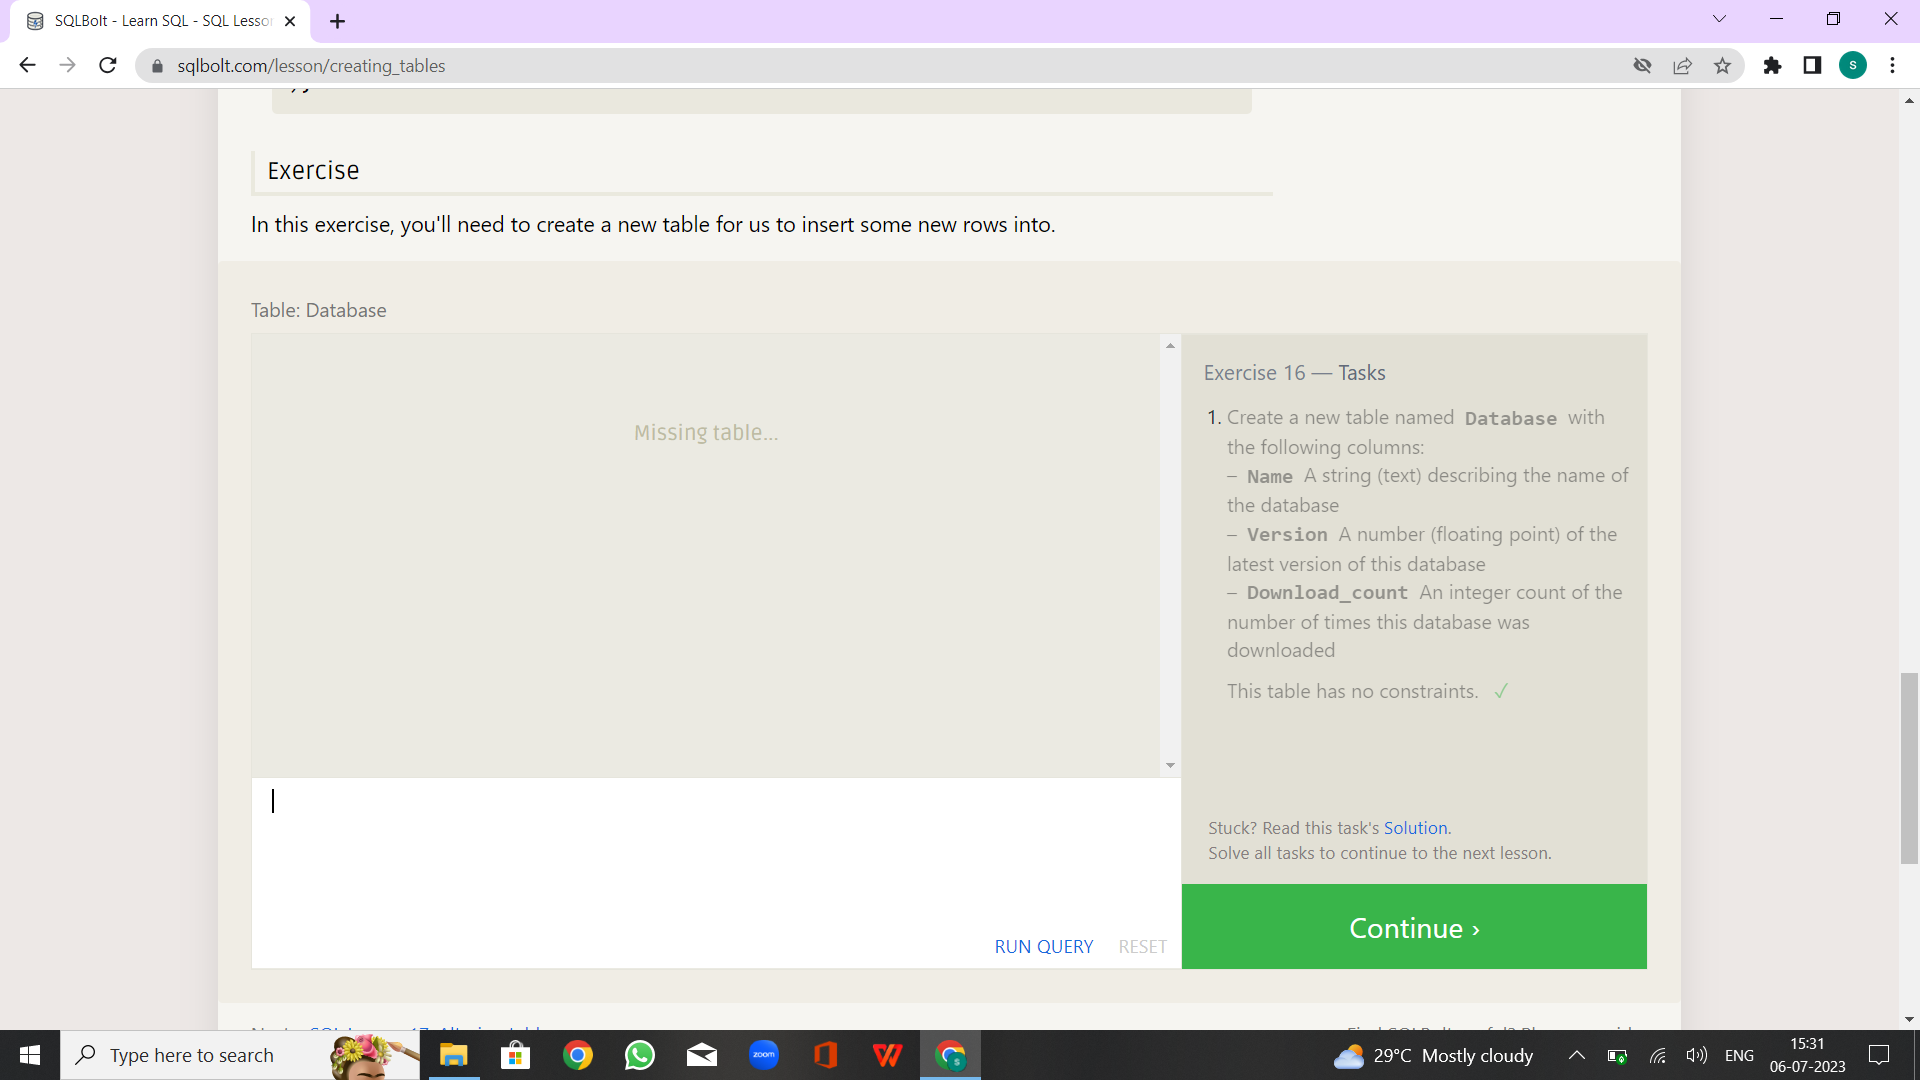 SQLBolt - Learn SQL - SQL Lesso
sqlbolt.com/lesson/creating_tables
S
Exercise
In this exercise, you'll need to create a new table for us to insert some new rows into.
Table: Database
Missing table...
Exercise 16 — Tasks
1. Create a new table named Database with
the following columns:
– Name A string (text) describing the name of
the database
– Version A number (floating point) of the
latest version of this database
– Download_count An integer count of the
number of times this database was
downloaded
This table has no constraints. ✓
Stuck? Read this task's Solution.
Solve all tasks to continue to the next lesson.
RUN QUERY RESET
Continue ›
Type here to search
zoom
29°C Mostly cloudy
ENG
15:31
06-07-2023